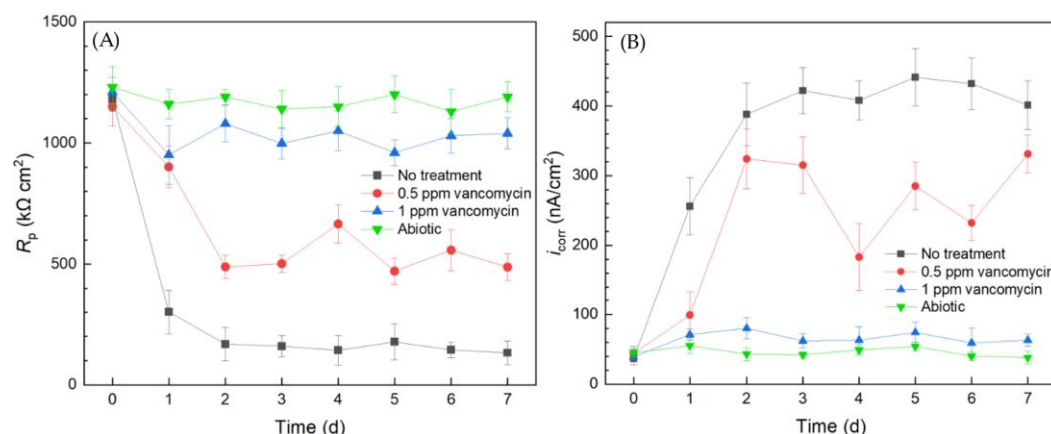 (A)
1500
1000
500
0
R_p (kΩ cm²)
No treatment
0.5 ppm vancomycin
1 ppm vancomycin
Abiotic
0 1 2 3 4 5 6 7
Time (d)
(B)
500
400
300
200
100
0
i_corr (nA/cm²)
No treatment
0.5 ppm vancomycin
1 ppm vancomycin
Abiotic
0 1 2 3 4 5 6 7
Time (d)